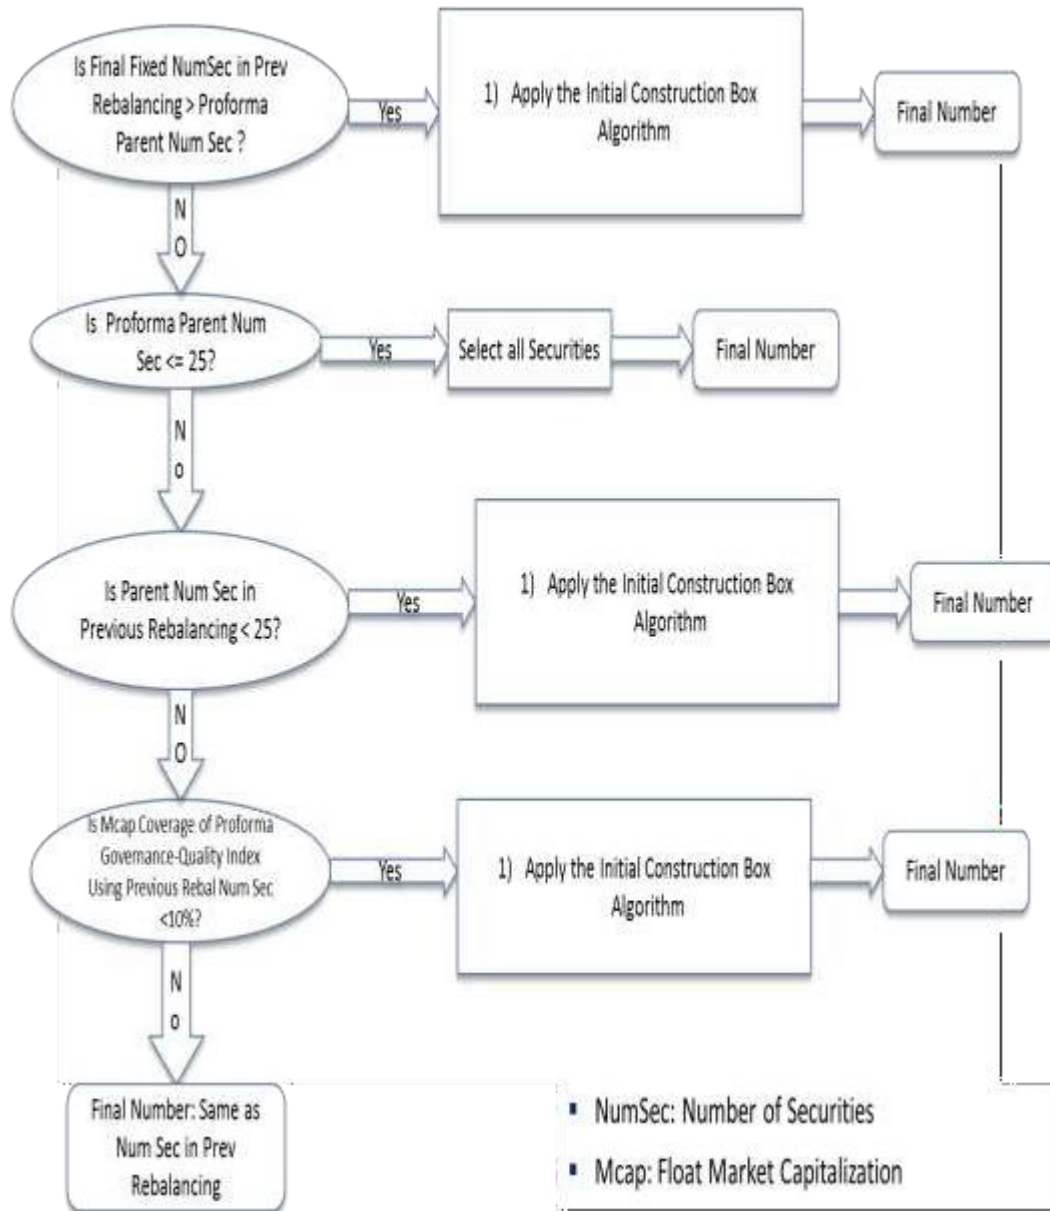 Is Final Fixed NumSec in Prev
Rebalancing > Proforma
Parent Num Sec ?
Yes
1) Apply the Initial Construction Box
Algorithm
Final Number
N
O
Is Proforma Parent Num
Sec <= 25?
Yes
Select all Securities
Final Number
N
o
Is Parent Num Sec in
Previous Rebalancing < 25?
Yes
1) Apply the Initial Construction Box
Algorithm
Final Number
N
O
Is Mcap Coverage of Proforma
Governance-Quality Index
Using Previous Rebal Num Sec
<10%?
Yes
1) Apply the Initial Construction Box
Algorithm
Final Number
N
o
Final Number: Same as
Num Sec in Prev
Rebalancing
▪ NumSec: Number of Securities
▪ Mcap: Float Market Capitalization